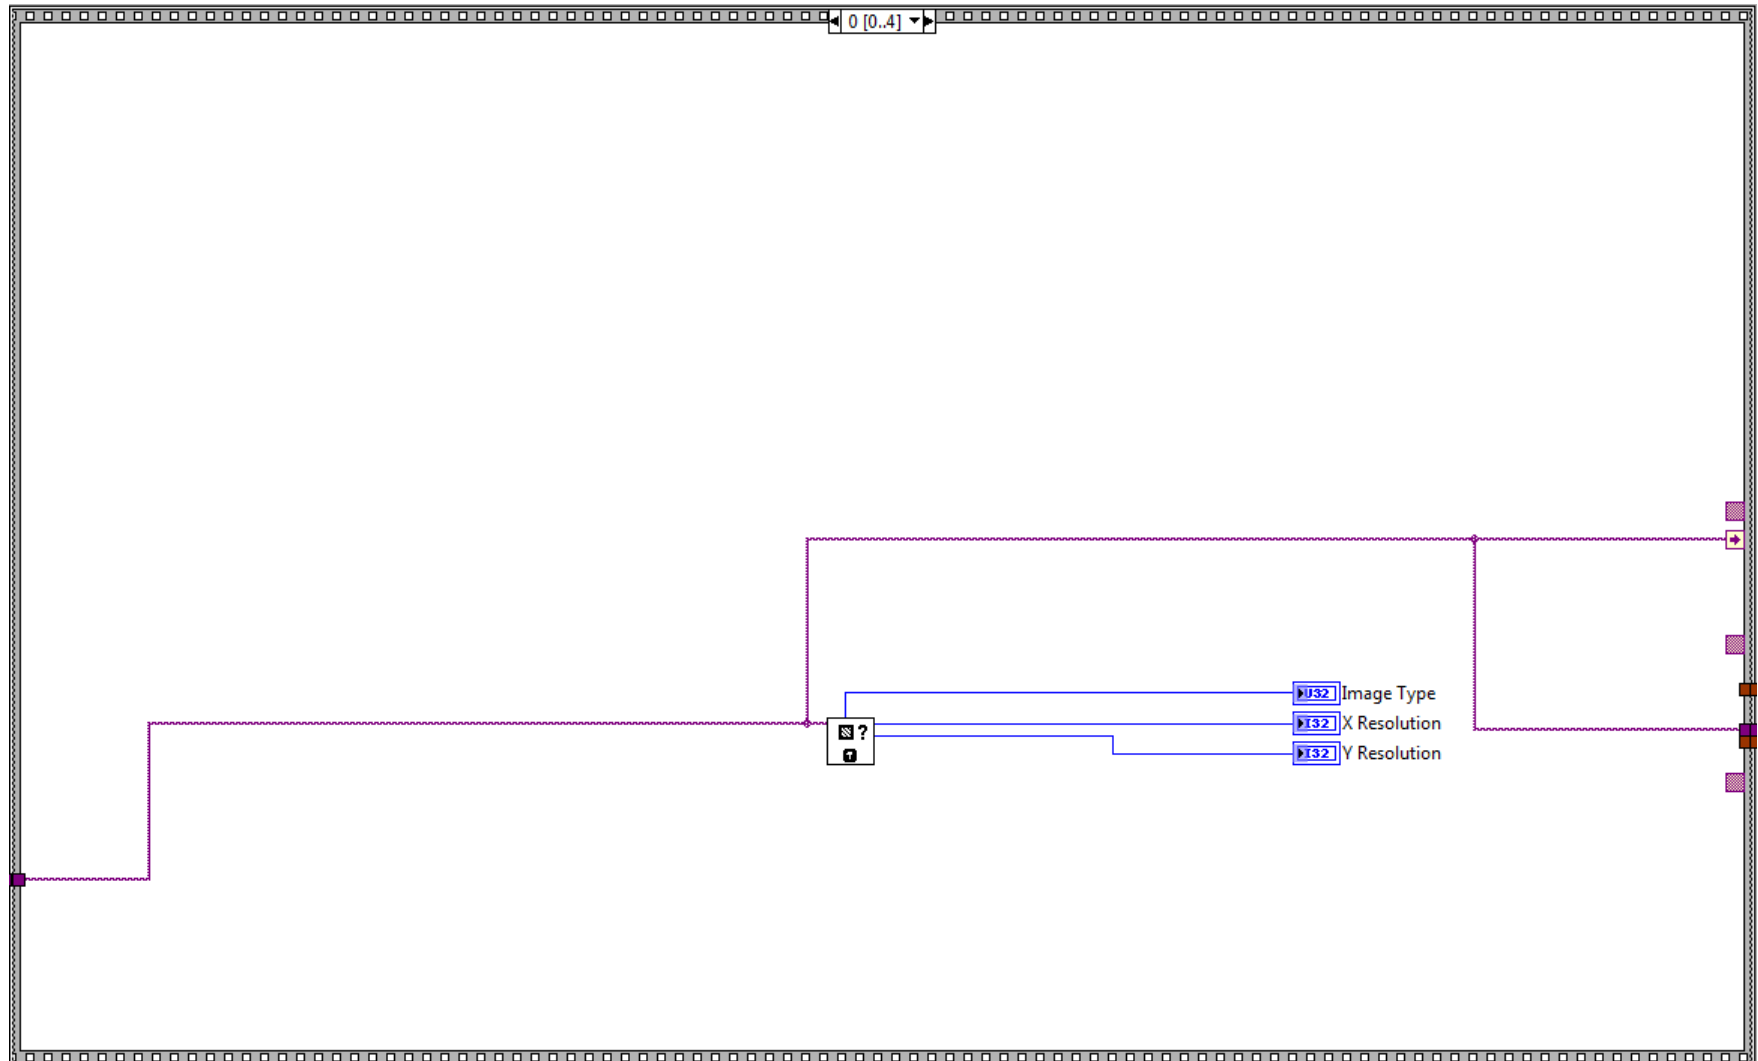 0 [0..4]
U32 Image Type
? I32 X Resolution
I32 Y Resolution